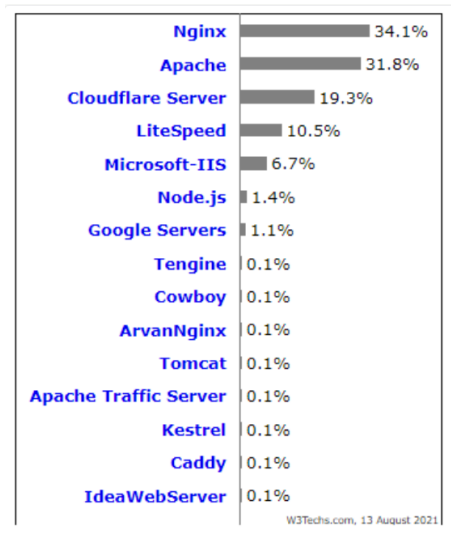 Nginx 34.1%
Apache 31.8%
Cloudflare Server 19.3%
LiteSpeed 10.5%
Microsoft-IIS 6.7%
Node.js 1.4%
Google Servers 1.1%
Tengine 0.1%
Cowboy 0.1%
ArvanNginx 0.1%
Tomcat 0.1%
Apache Traffic Server 0.1%
Kestrel 0.1%
Caddy 0.1%
IdeaWebServer 0.1%
W3Techs.com, 13 August 2021